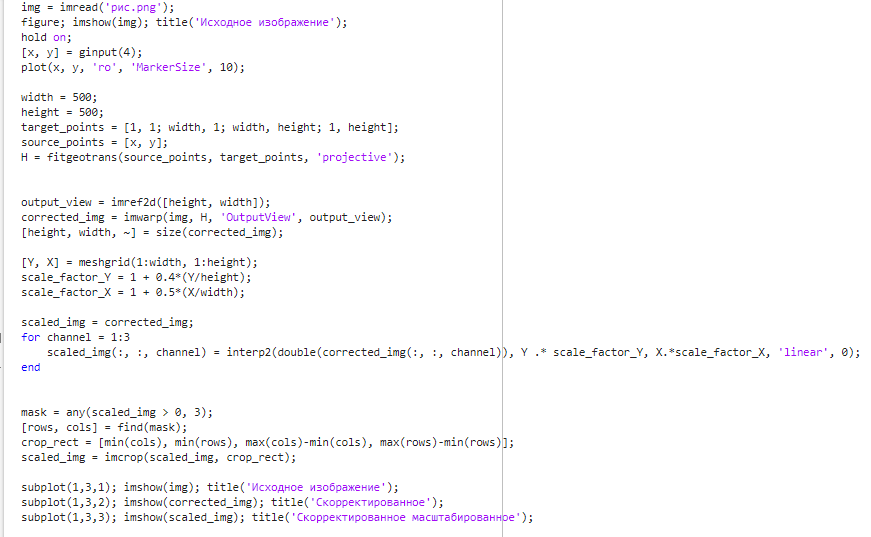 img = imread('рис.png');
figure; imshow(img); title('Исходное изображение');
hold on;
[x, y] = ginput(4);
plot(x, y, 'ro', 'MarkerSize', 10);
width = 500;
height = 500;
target_points = [1, 1; width, 1; width, height; 1, height];
source_points = [x, y];
H = fitgeotrans(source_points, target_points, 'projective');
output_view = imref2d([height, width]);
corrected_img = imwarp(img, H, 'OutputView', output_view);
[height, width, ~] = size(corrected_img);
[Y, X] = meshgrid(1:width, 1:height);
scale_factor_Y = 1 + 0.4*(Y/height);
scale_factor_X = 1 + 0.5*(X/width);
scaled_img = corrected_img;
for channel = 1:3
scaled_img(:, :, channel) = interp2(double(corrected_img(:, :, channel)), Y .* scale_factor_Y, X.*scale_factor_X, 'linear', 0);
end
mask = any(scaled_img > 0, 3);
[rows, cols] = find(mask);
crop_rect = [min(cols), min(rows), max(cols)-min(cols), max(rows)-min(rows)];
scaled_img = imcrop(scaled_img, crop_rect);
subplot(1,3,1); imshow(img); title('Исходное изображение');
subplot(1,3,2); imshow(corrected_img); title('Скорректированное');
subplot(1,3,3); imshow(scaled_img); title('Скорректированное масштабированное');